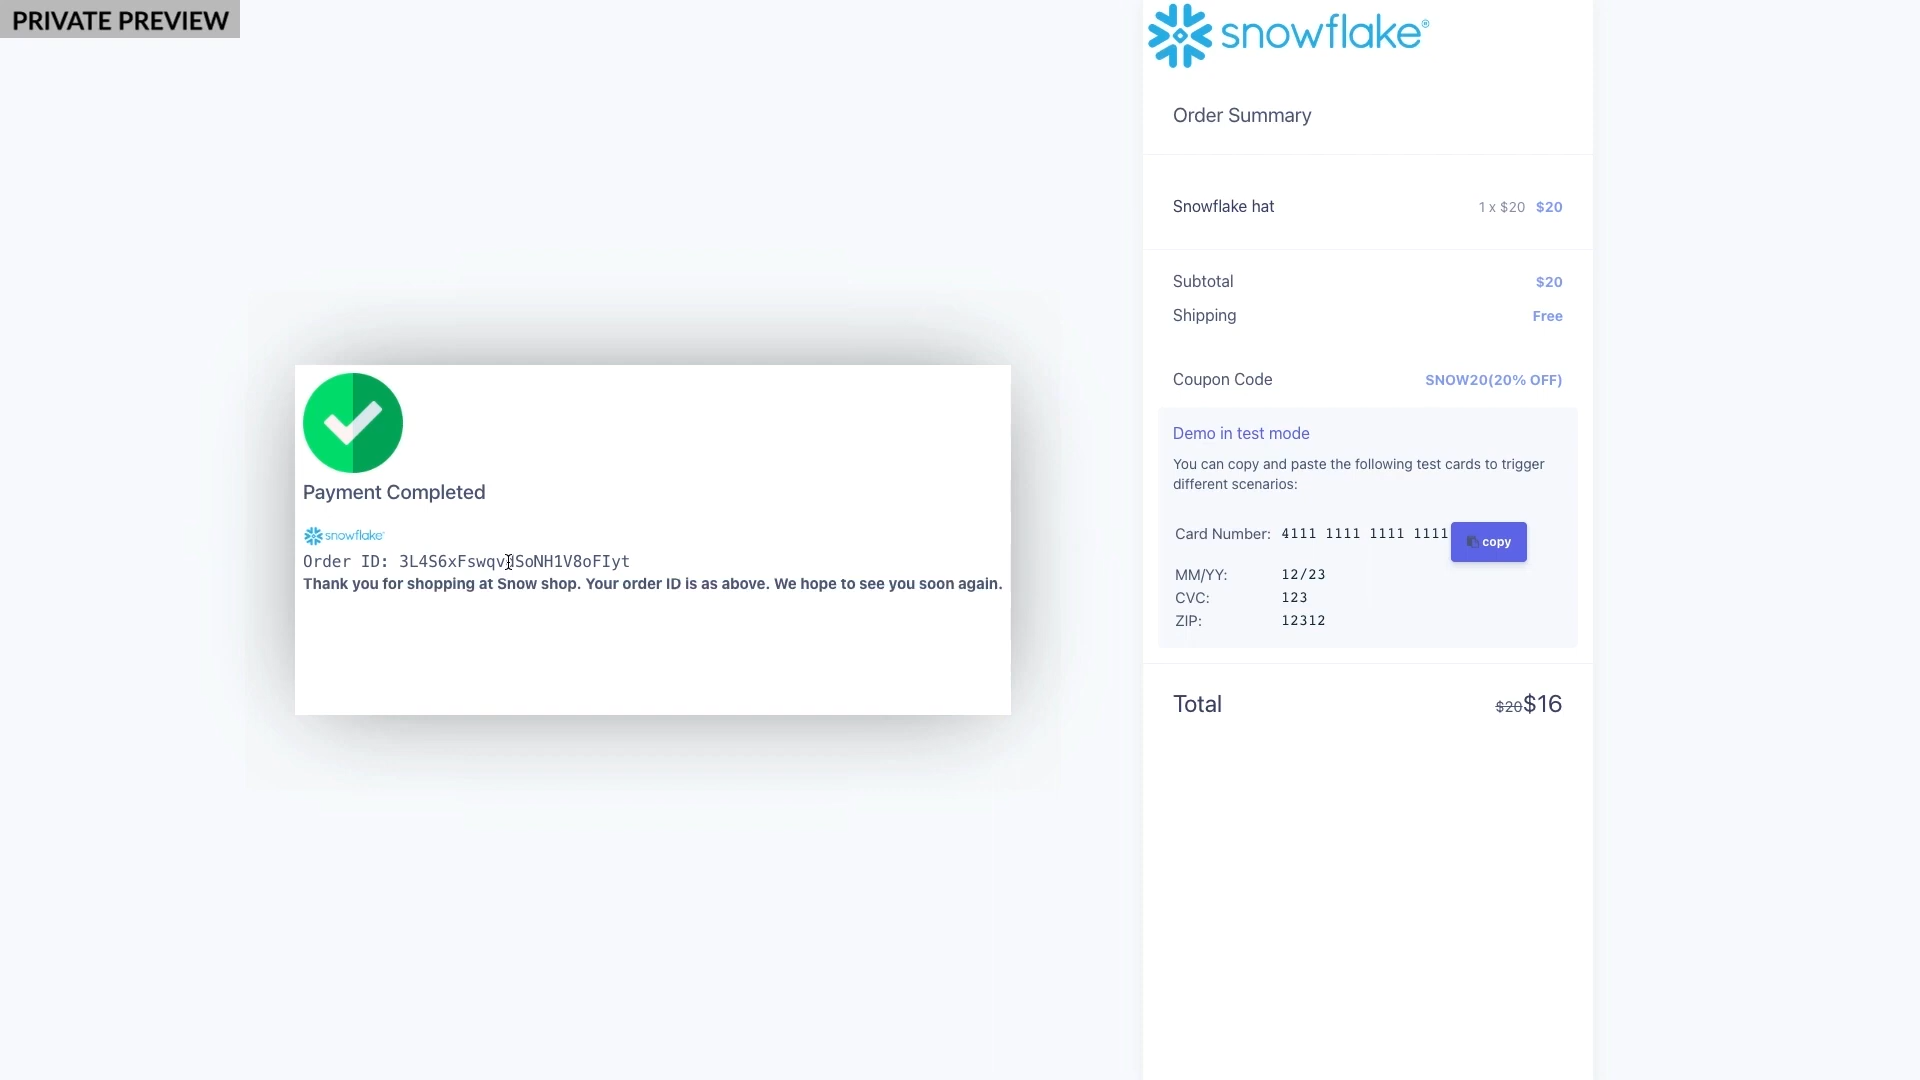 PRIVATE PREVIEW
snowflake®
Order Summary
Snowflake hat 1 x $20 $20
Subtotal $20
Shipping Free
Coupon Code SNOW20(20% OFF)
Demo in test mode
You can copy and paste the following test cards to trigger
different scenarios:
Card Number: 4111 1111 1111 1111 copy
MM/YY: 12/23
CVC: 123
ZIP: 12312
Total $20 $16
Payment Completed
snowflake
Order ID:
Thank you for shopping at Snow shop. Your order ID is as above. We hope to see you soon again.